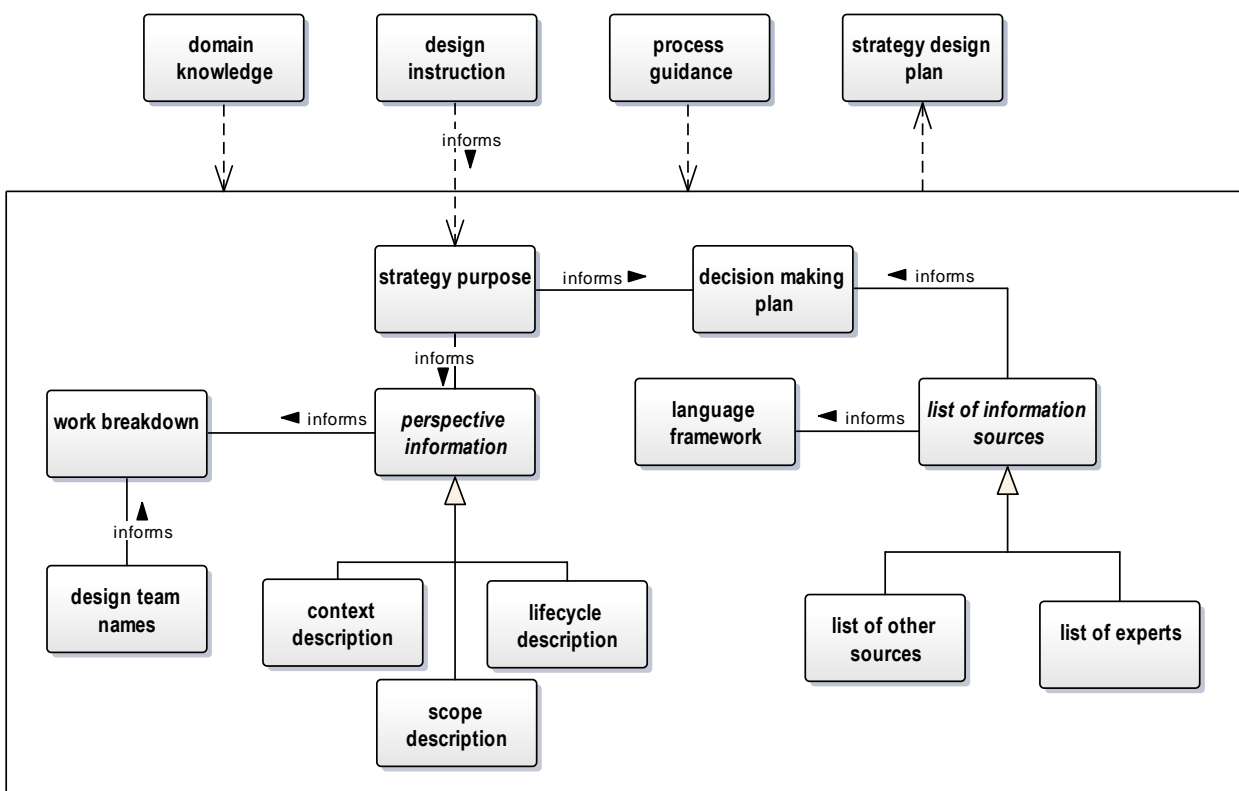 domain
knowledge
design
instruction
process
guidance
strategy design
plan
informs
strategy purpose
informs
decision making
plan
informs
informs
work breakdown
informs
perspective
information
language
framework
informs
list of information
sources
informs
design team
names
context
description
lifecycle
description
scope
description
list of other
sources
list of experts